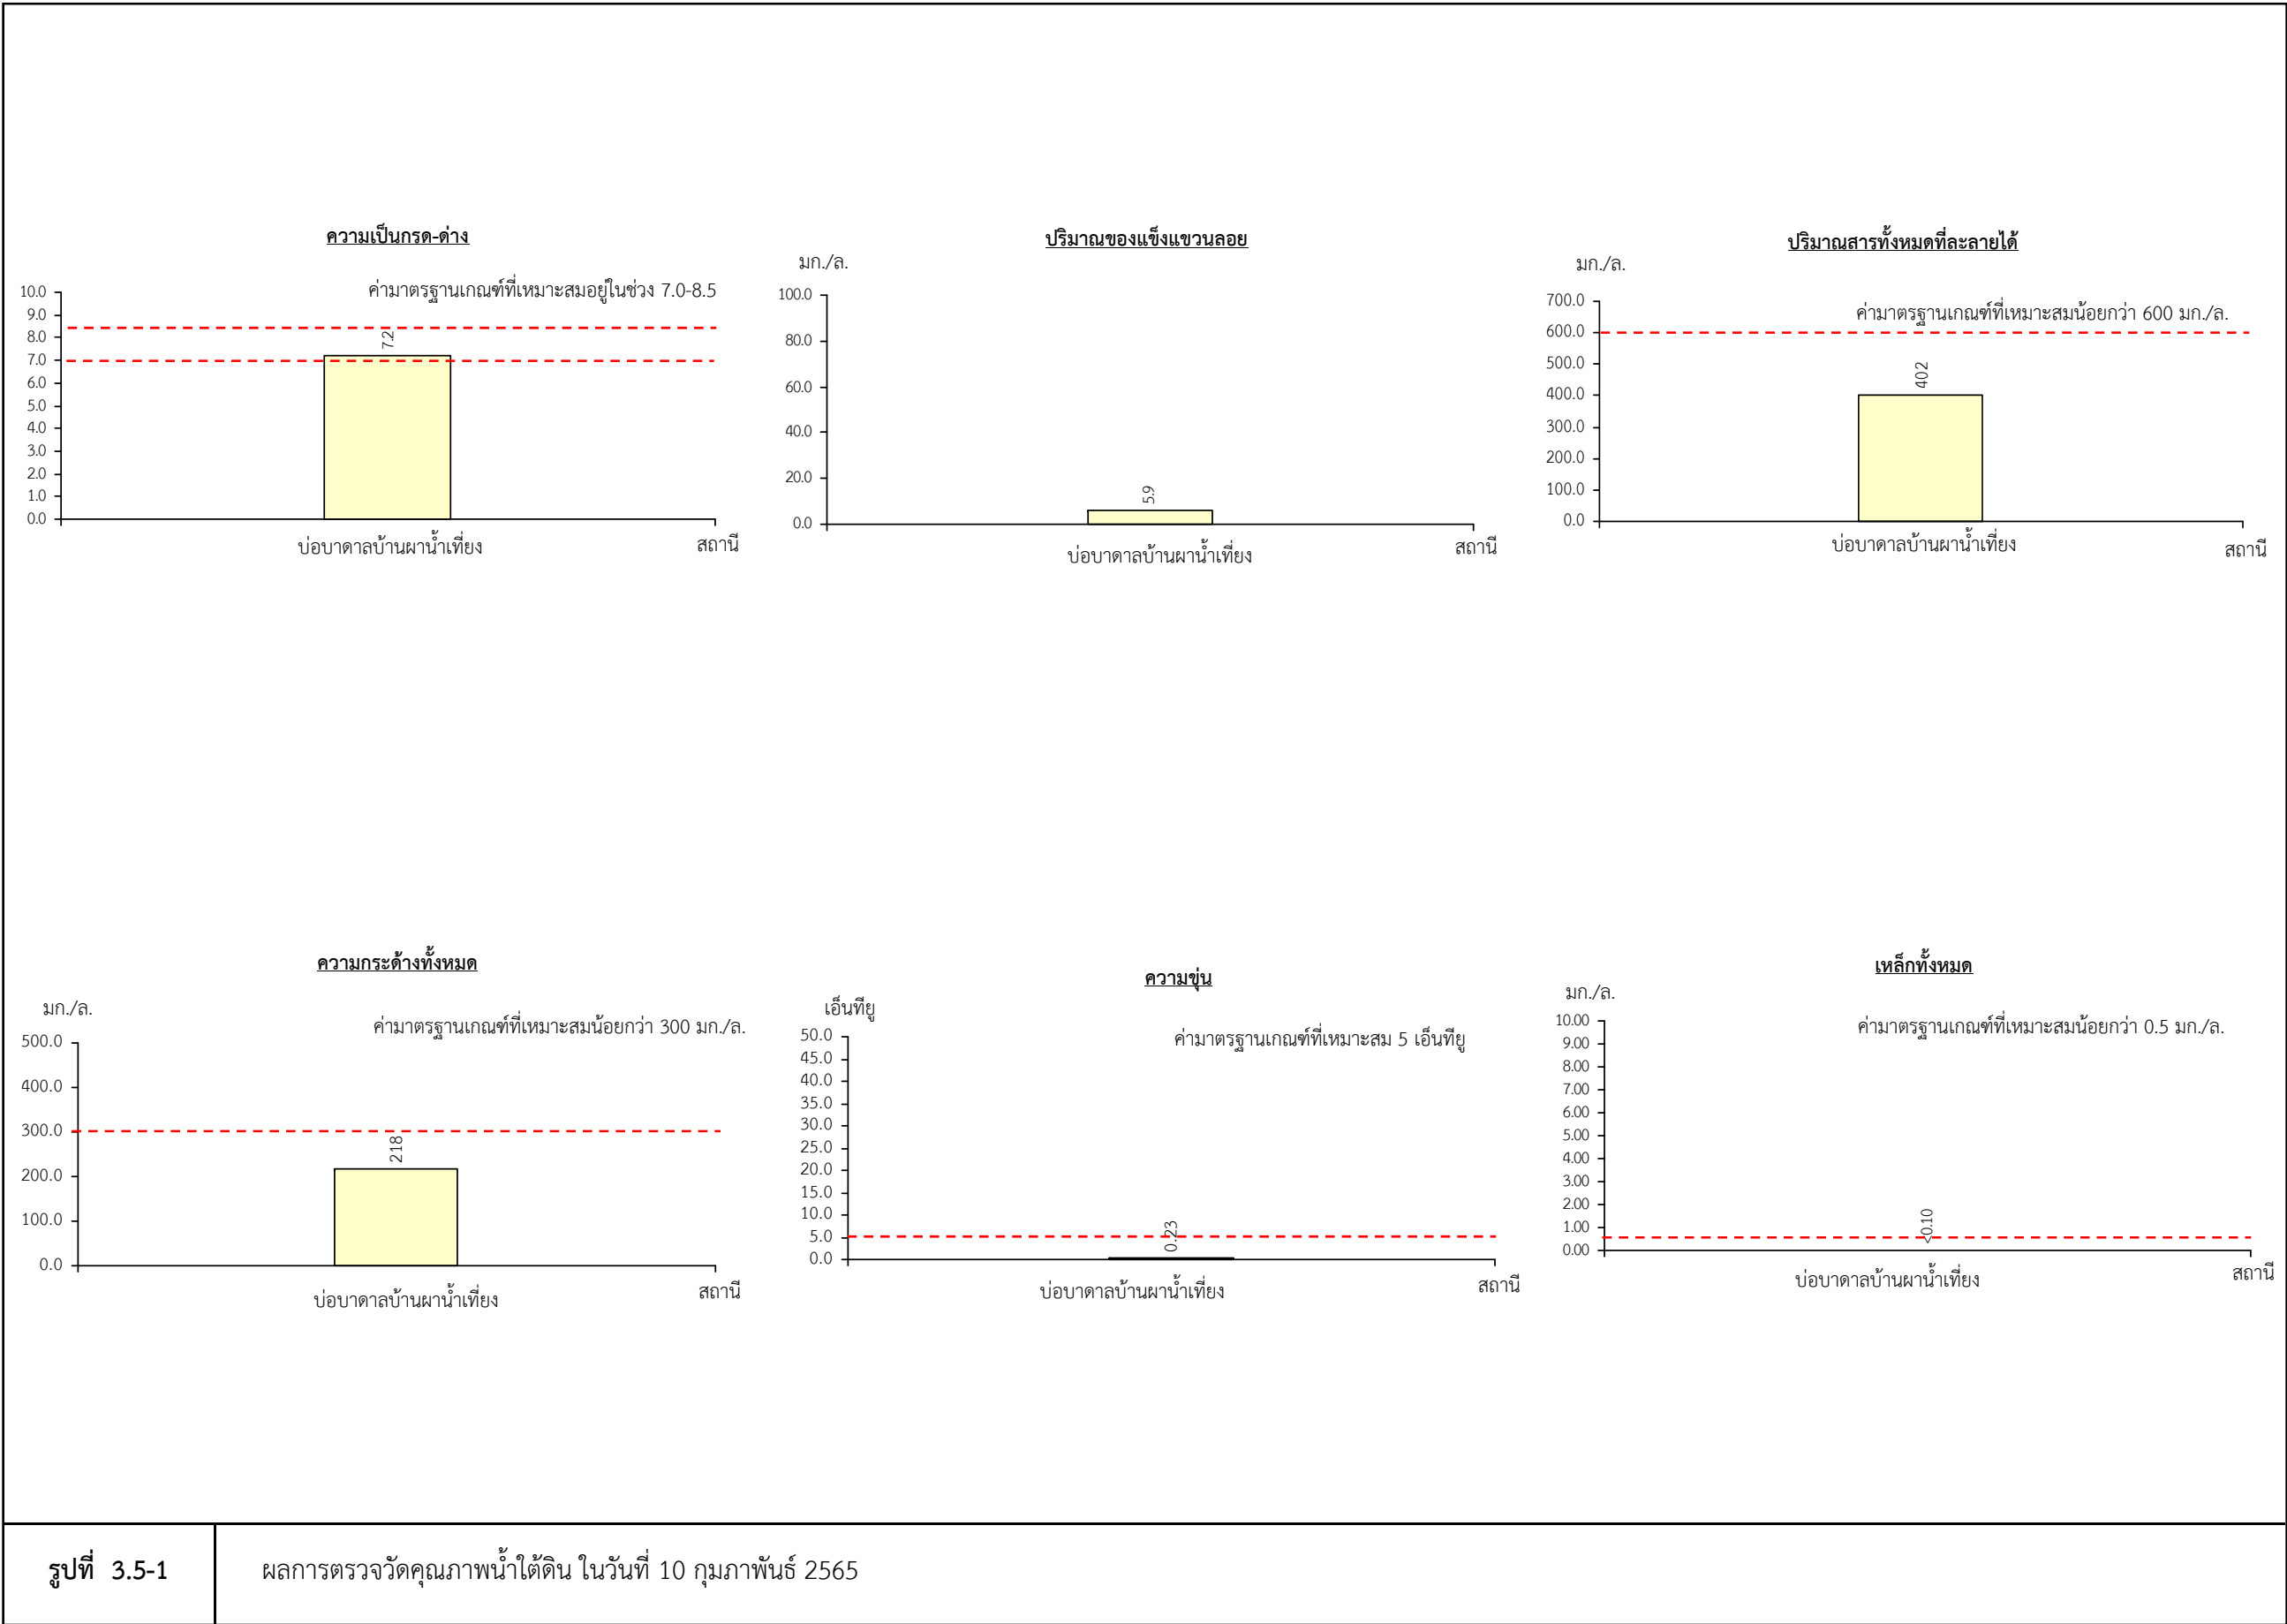 ความเป็นกรด-ด่าง
ค่ามาตรฐานเกณฑ์ที่เหมาะสมอยู่ในช่วง 7.0-8.5
10.0
9.0
8.0
7.0
6.0
5.0
4.0
3.0
2.0
1.0
0.0
7.2
บ่อบาดาลบ้านผาน้ำเที่ยง
สถานี
ปริมาณของแข็งแขวนลอย
มก./ล.
100.0
80.0
60.0
40.0
20.0
0.0
5.9
บ่อบาดาลบ้านผาน้ำเที่ยง
สถานี
ปริมาณสารทั้งหมดที่ละลายได้
มก./ล.
ค่ามาตรฐานเกณฑ์ที่เหมาะสมน้อยกว่า 600 มก./ล.
700.0
600.0
500.0
400.0
300.0
200.0
100.0
0.0
402
บ่อบาดาลบ้านผาน้ำเที่ยง
สถานี
ความกระด้างทั้งหมด
มก./ล.
ค่ามาตรฐานเกณฑ์ที่เหมาะสมน้อยกว่า 300 มก./ล.
500.0
400.0
300.0
200.0
100.0
0.0
218
บ่อบาดาลบ้านผาน้ำเที่ยง
สถานี
ความขุ่น
เอ็นทียู
ค่ามาตรฐานเกณฑ์ที่เหมาะสม 5 เอ็นทียู
50.0
45.0
40.0
35.0
30.0
25.0
20.0
15.0
10.0
5.0
0.0
0.23
บ่อบาดาลบ้านผาน้ำเที่ยง
สถานี
เหล็กทั้งหมด
มก./ล.
ค่ามาตรฐานเกณฑ์ที่เหมาะสมน้อยกว่า 0.5 มก./ล.
10.00
9.00
8.00
7.00
6.00
5.00
4.00
3.00
2.00
1.00
0.00
<0.10
บ่อบาดาลบ้านผาน้ำเที่ยง
สถานี
รูปที่ 3.5-1
ผลการตรวจวัดคุณภาพน้ำใต้ดิน ในวันที่ 10 กุมภาพันธ์ 2565